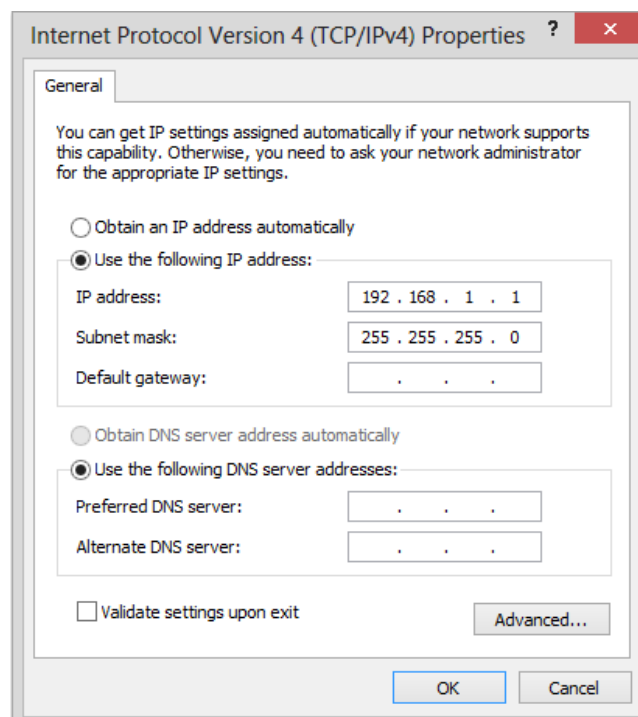 Internet Protocol Version 4 (TCP/IPv4) Properties ? ×
General
You can get IP settings assigned automatically if your network supports
this capability. Otherwise, you need to ask your network administrator
for the appropriate IP settings.
Obtain an IP address automatically
Use the following IP address:
IP address: 192 . 168 . 1 . 1
Subnet mask: 255 . 255 . 255 . 0
Default gateway: . . .
Obtain DNS server address automatically
Use the following DNS server addresses:
Preferred DNS server: . . .
Alternate DNS server: . . .
Validate settings upon exit
Advanced...
OK Cancel